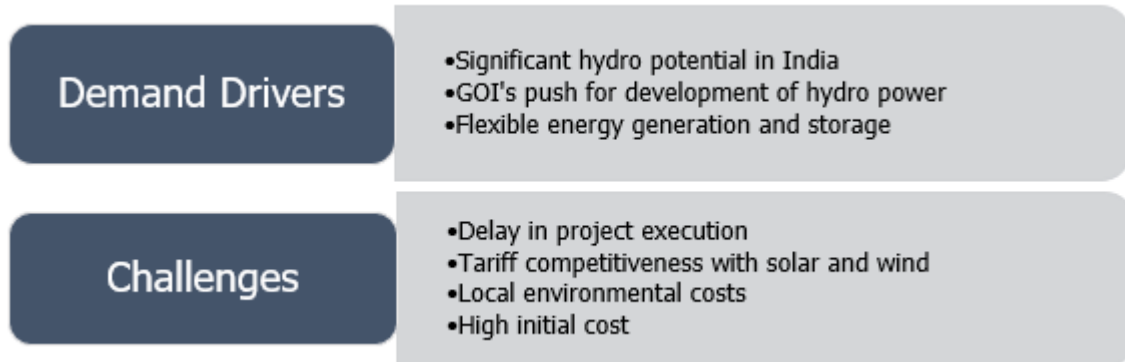 Demand Drivers
•Significant hydro potential in India
•GOI's push for development of hydro power
•Flexible energy generation and storage
Challenges
•Delay in project execution
•Tariff competitiveness with solar and wind
•Local environmental costs
•High initial cost